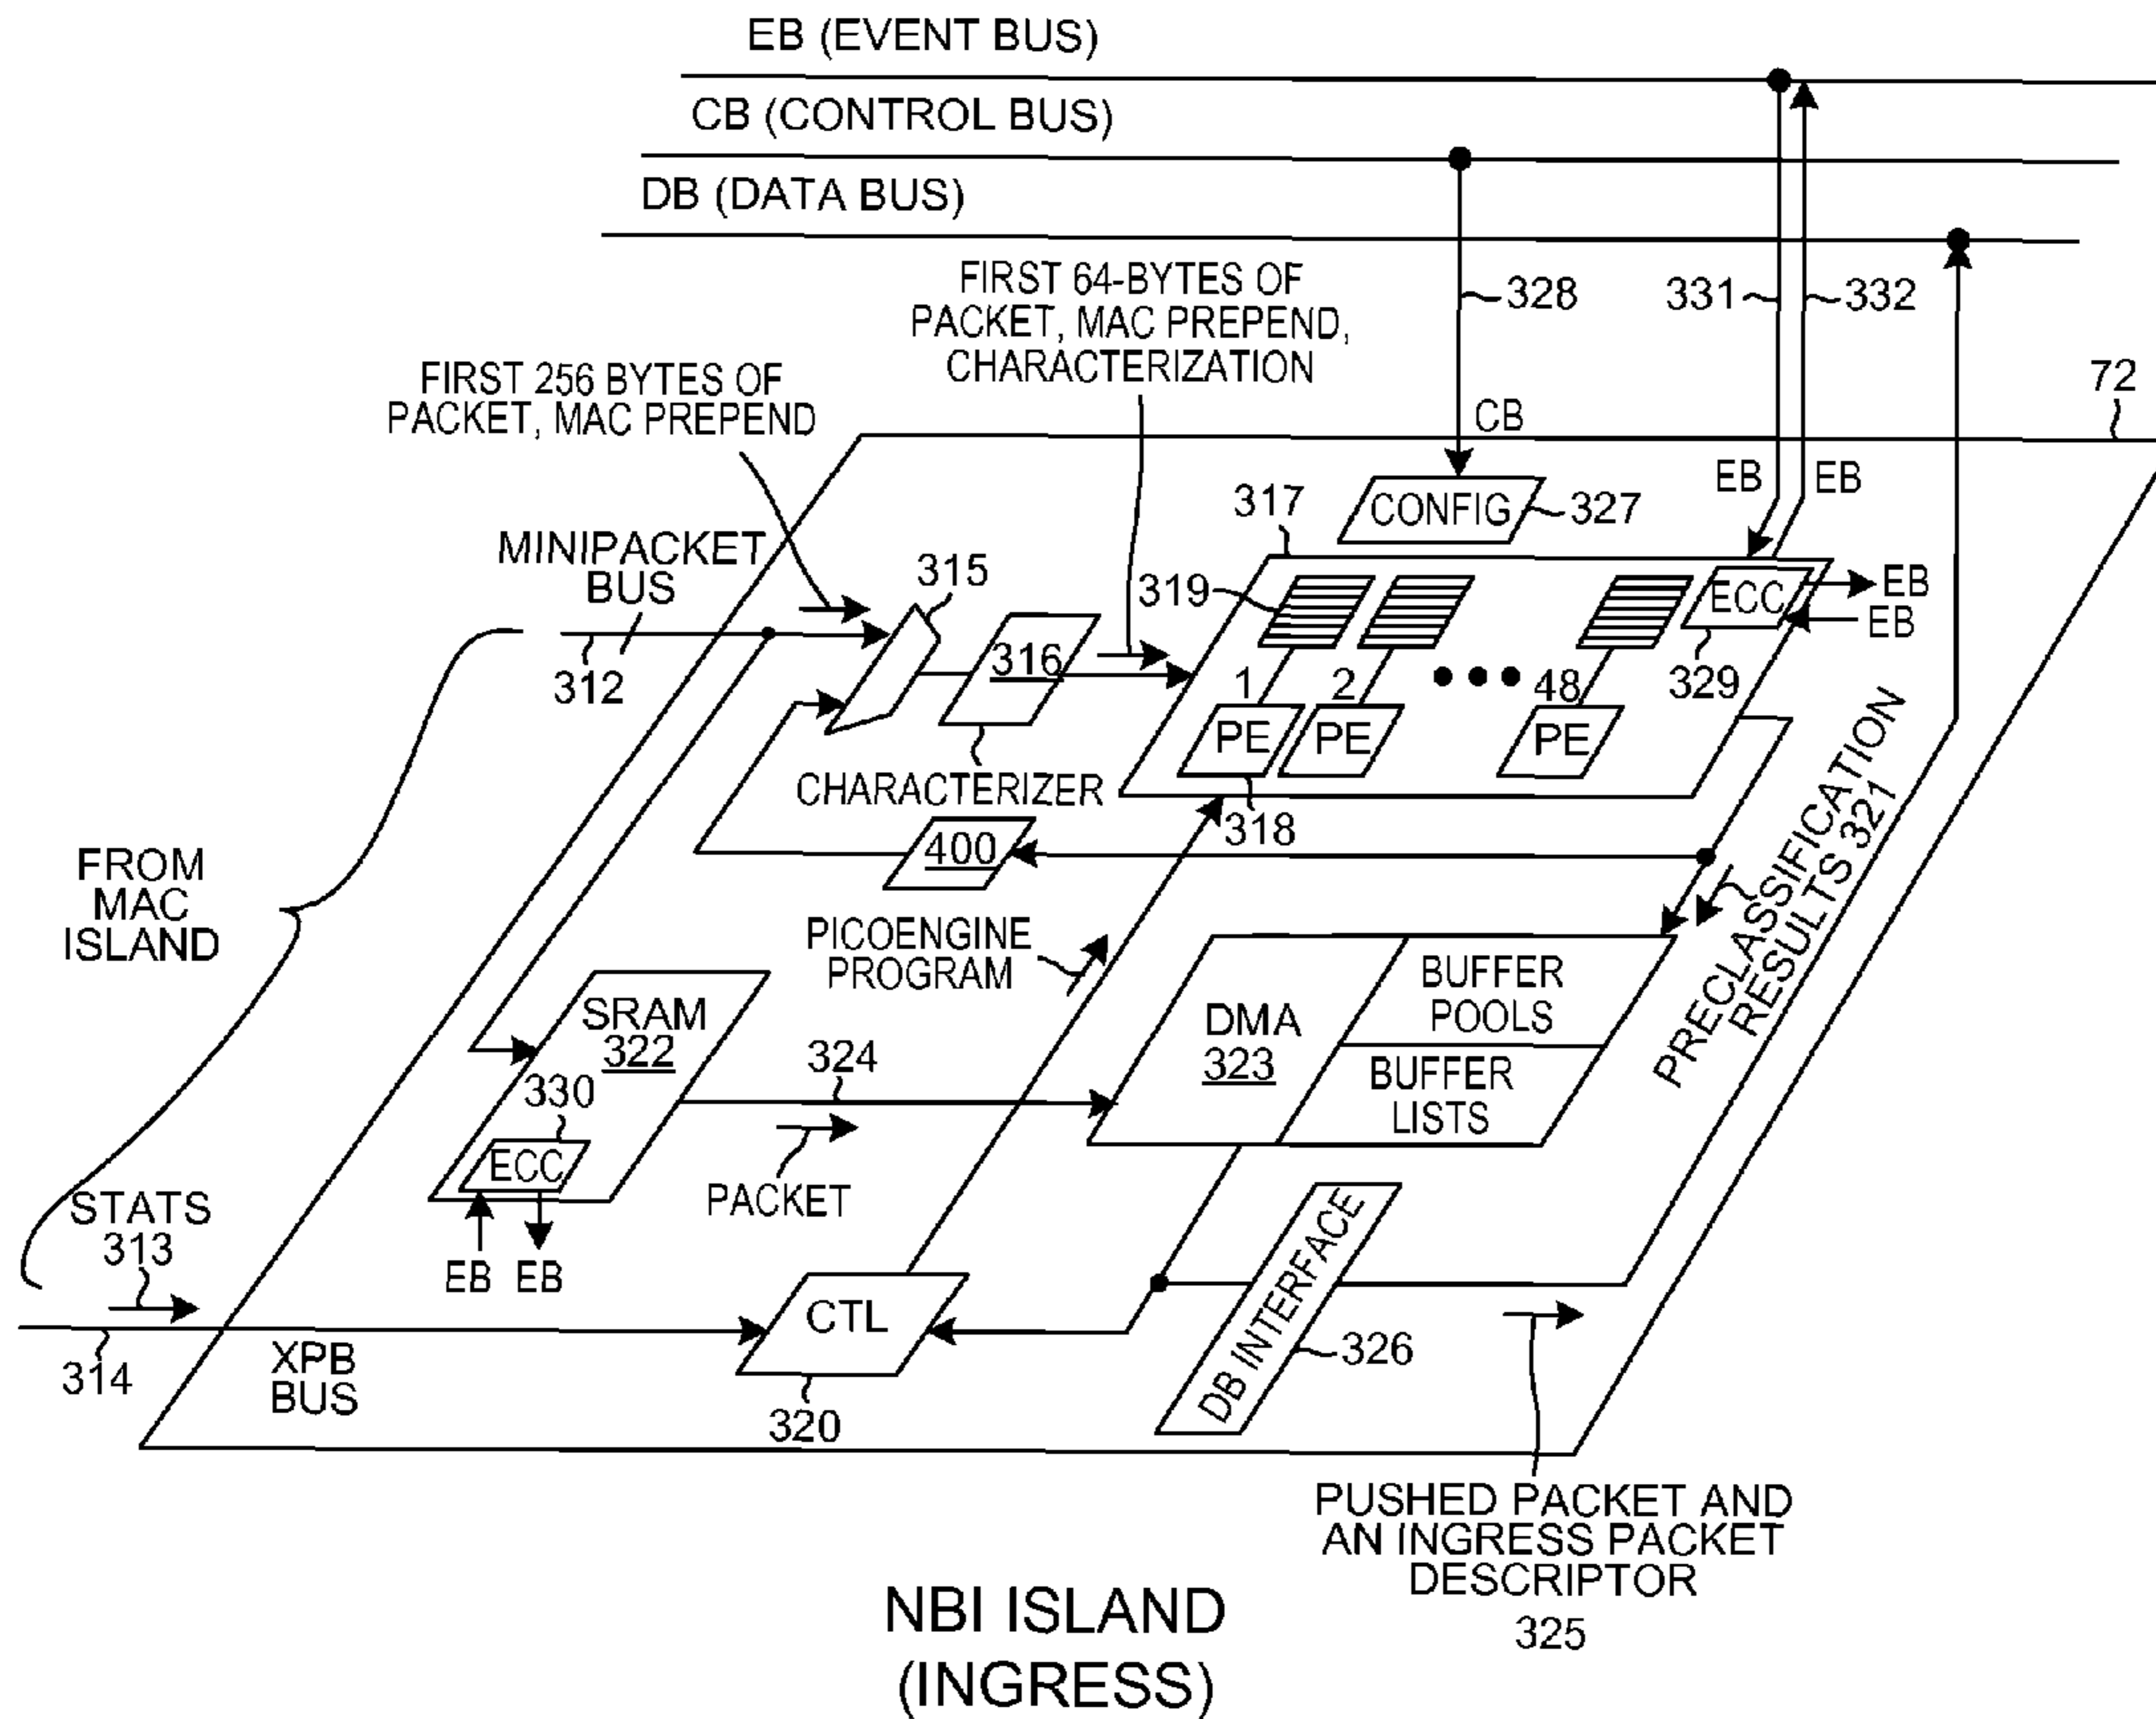 EB (EVENT BUS)
CB (CONTROL BUS)
DB (DATA BUS)
FIRST 64-BYTES OF
PACKET, MAC PREPEND,
CHARACTERIZATION
328
331
332
FIRST 256 BYTES OF
PACKET, MAC PREPEND
72
CB
EB
EB
CONFIG
327
317
MINIPACKET
BUS
315
319
ECC
EB
EB
312
316
1
2
48
329
PE
PE
PE
CHARACTERIZER
318
400
FROM
MAC
ISLAND
PRECLASSIFICATION
RESULTS 321
PICOENGINE
PROGRAM
SRAM
322
324
DMA
323
BUFFER
POOLS
BUFFER
LISTS
330
ECC
PACKET
EB
EB
STATS
313
CTL
DB INTERFACE
326
314
XPB
BUS
320
PUSHED PACKET AND
AN INGRESS PACKET
DESCRIPTOR
325
NBI ISLAND
(INGRESS)